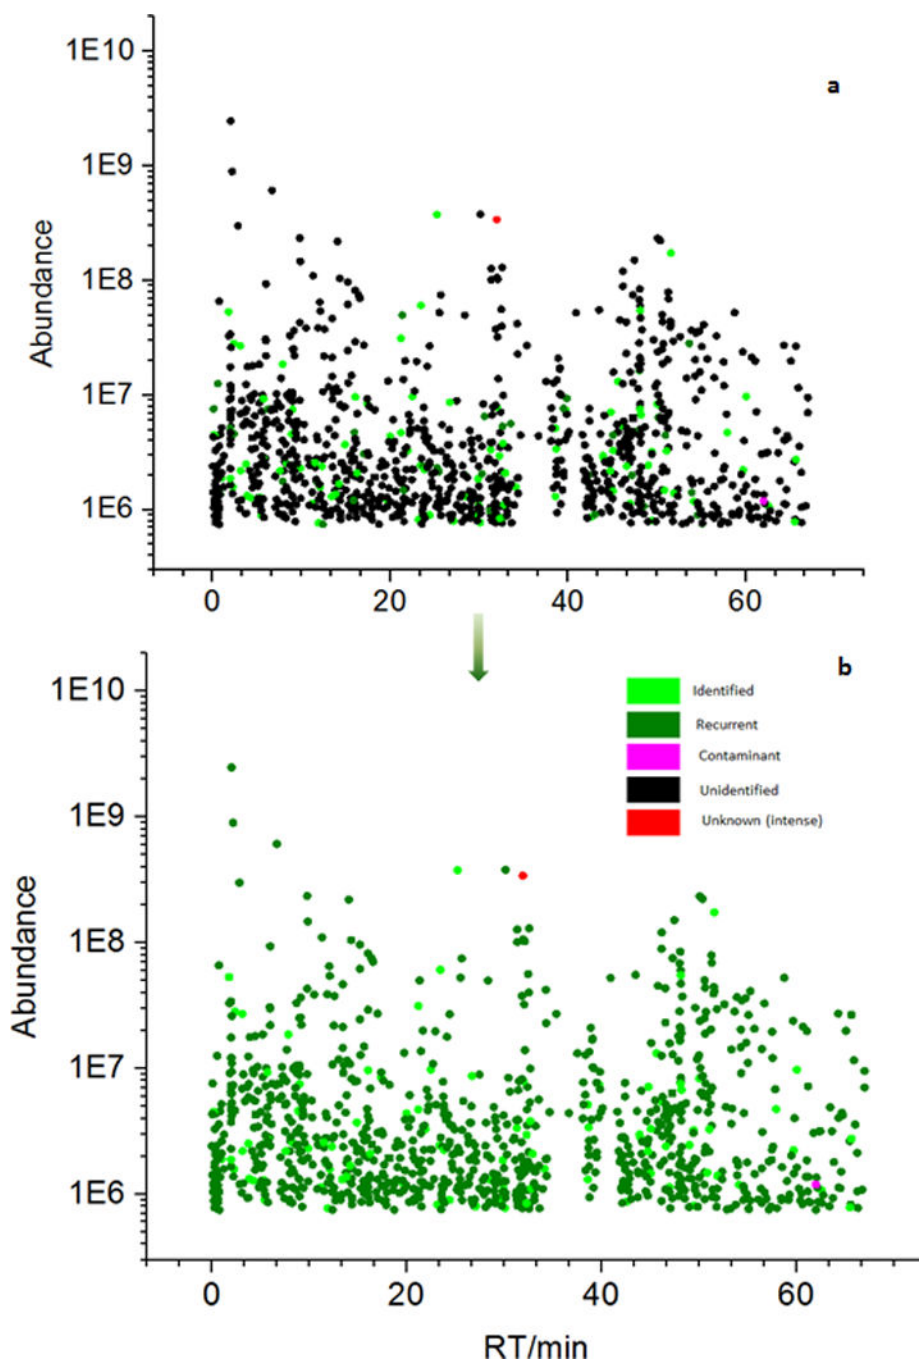 a
1E10
1E9
1E8
1E7
1E6
Abundance
0 20 40 60
b
1E10
1E9
1E8
1E7
1E6
Abundance
Identified
Recurrent
Contaminant
Unidentified
Unknown (intense)
0 20 40 60
RT/min